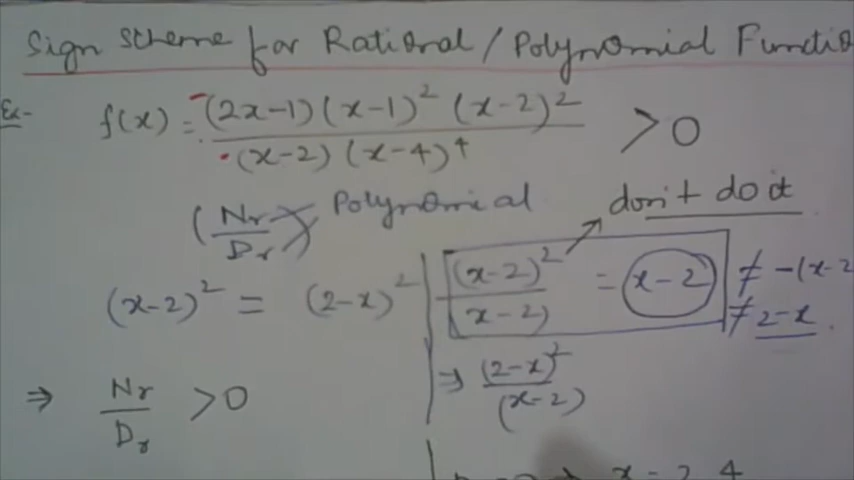 Sign Scheme for Rational / Polynomial Functio
Ex- f(x) = -(2x-1)(x-1)² (x-2)² / (x-2) (x-4)⁴ > 0
(Nr/Dr) Polynomial don't do it
(x-2)² = (2-x)² | (x-2)² / (x-2) = x-2 ≠ -(x-2
≠ 2-x.
⇒ (2-x)² / (x-2)
⇒ Nr/Dr > 0
x-2, 4